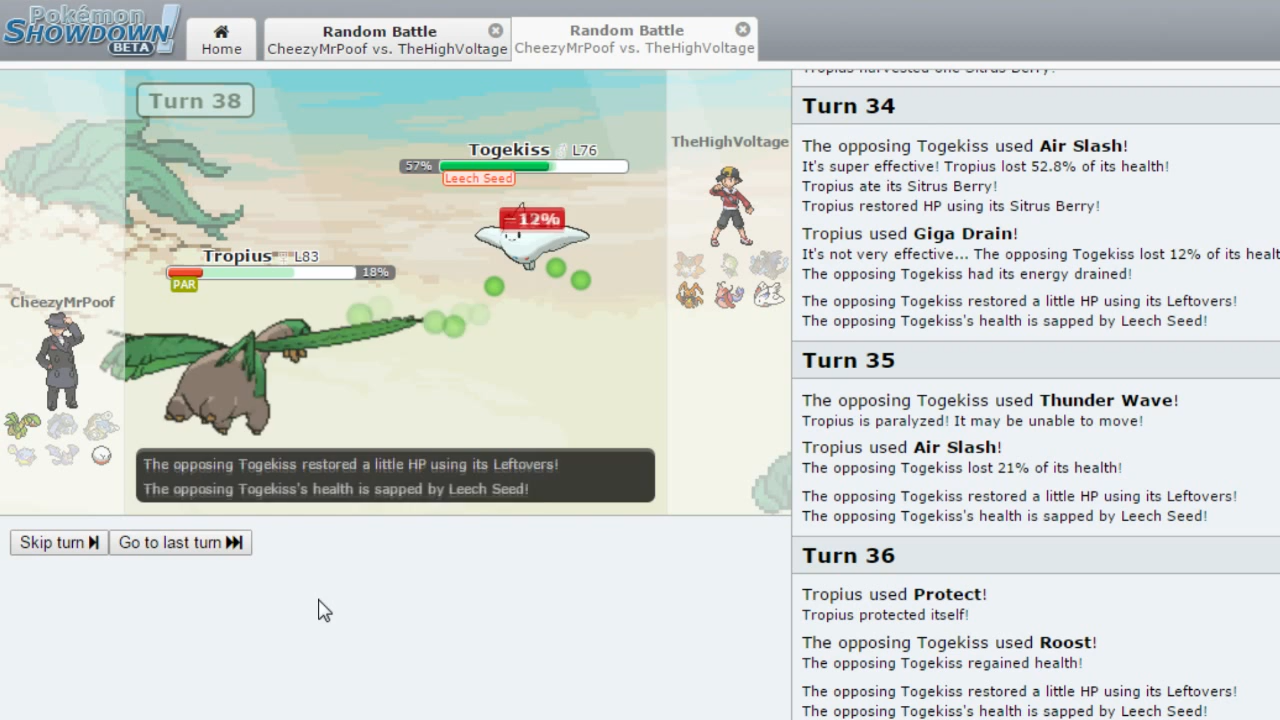 Pokémon
SHOWDOWN!
BETA
Home
Random Battle
CheezyMrPoof vs. TheHighVoltage
Random Battle
CheezyMrPoof vs. TheHighVoltage
Turn 38
Togekiss L76
57%
Leech Seed
−12%
Tropius L83
18%
PAR
CheezyMrPoof
TheHighVoltage
The opposing Togekiss restored a little HP using its Leftovers!
The opposing Togekiss's health is sapped by Leech Seed!
Skip turn
Go to last turn
Tropius harvested one Sitrus Berry!
Turn 34
The opposing Togekiss used Air Slash!
It's super effective! Tropius lost 52.8% of its health!
Tropius ate its Sitrus Berry!
Tropius restored HP using its Sitrus Berry!
Tropius used Giga Drain!
It's not very effective... The opposing Togekiss lost 12% of its healt
The opposing Togekiss had its energy drained!
The opposing Togekiss restored a little HP using its Leftovers!
The opposing Togekiss's health is sapped by Leech Seed!
Turn 35
The opposing Togekiss used Thunder Wave!
Tropius is paralyzed! It may be unable to move!
Tropius used Air Slash!
The opposing Togekiss lost 21% of its health!
The opposing Togekiss restored a little HP using its Leftovers!
The opposing Togekiss's health is sapped by Leech Seed!
Turn 36
Tropius used Protect!
Tropius protected itself!
The opposing Togekiss used Roost!
The opposing Togekiss regained health!
The opposing Togekiss restored a little HP using its Leftovers!
The opposing Togekiss's health is sapped by Leech Seed!